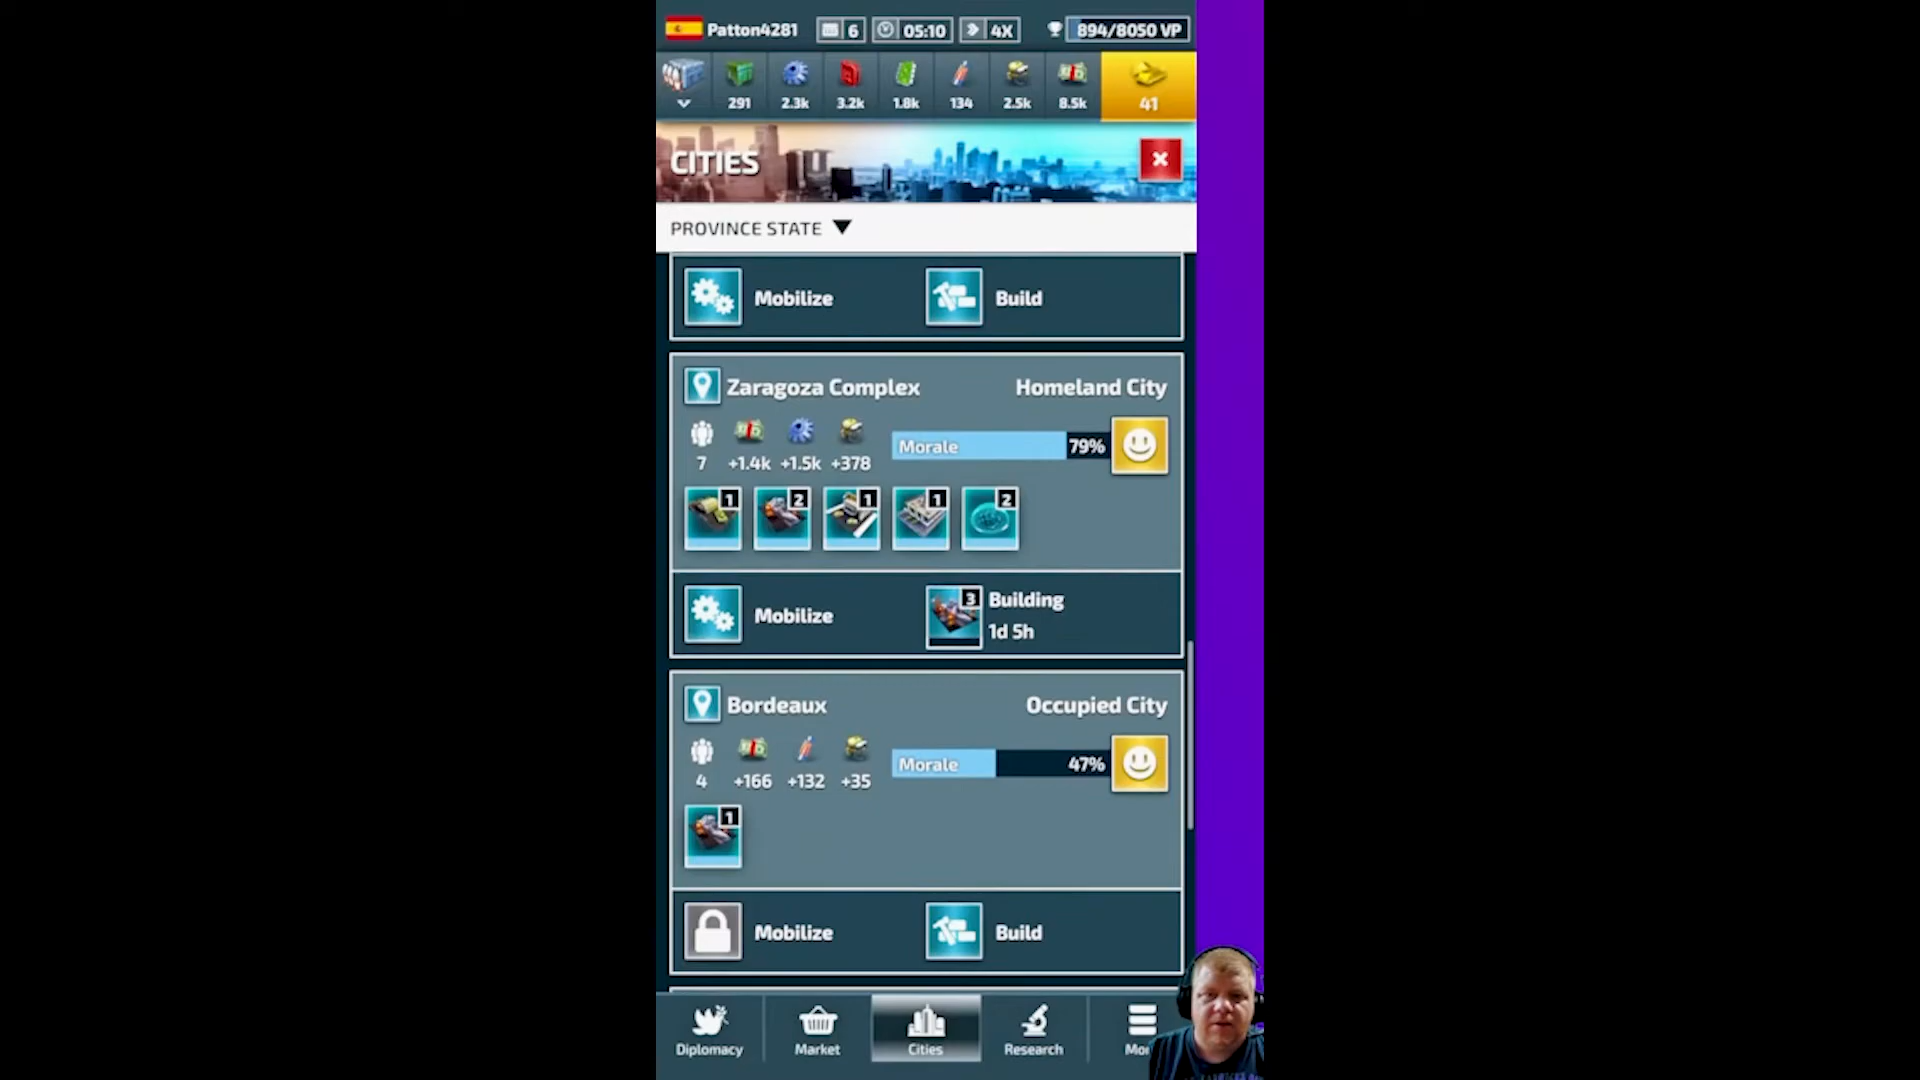 Patton4281 6 05:10 4X 894/8050 VP
291 2.3k 3.2k 1.8k 134 2.5k 8.5k 41
CITIES
PROVINCE STATE
Mobilize Build
Zaragoza Complex Homeland City
7 +1.4k +1.5k +378 Morale 79%
1 2 1 1 2
Mobilize 3 Building
1d 5h
Bordeaux Occupied City
4 +166 +132 +35 Morale 47%
1
Mobilize Build
Diplomacy Market Cities Research